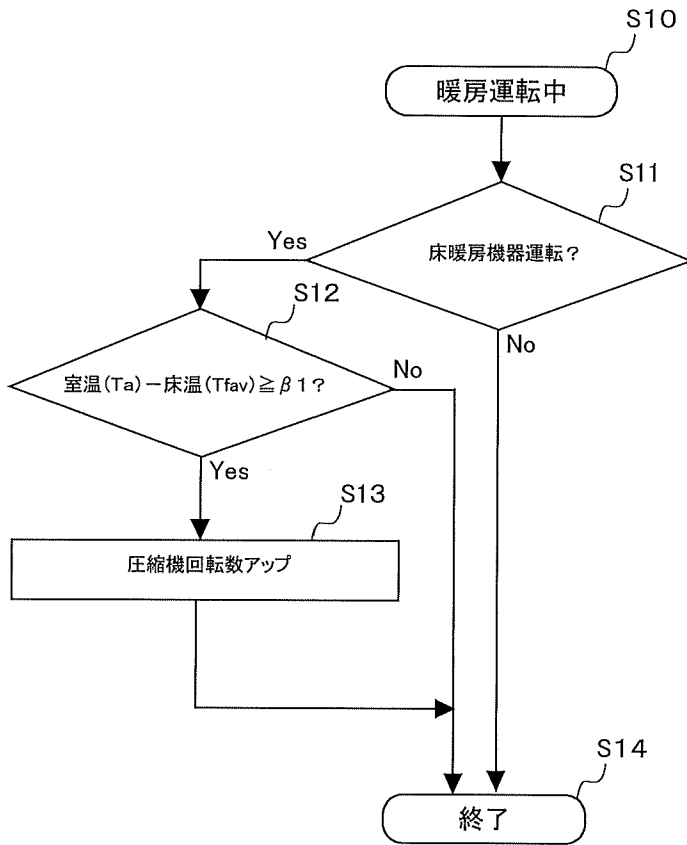 S10
暖房運転中
S11
床暖房機器運転？
Yes
No
S12
室温(Ta)－床温(Tfav)≧β1？
No
Yes
S13
圧縮機回転数アップ
S14
終了